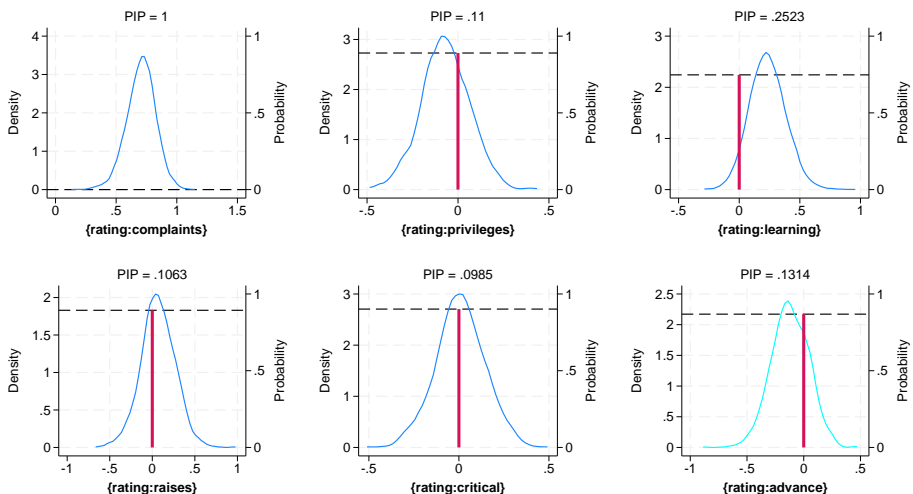 PIP = 1
4
3
2
1
0
Density
1
.5
0
Probability
0
.5
1
1.5
{rating:complaints}
PIP = .11
3
2
1
0
Density
1
.5
0
Probability
-.5
0
.5
{rating:privileges}
PIP = .2523
3
2
1
0
Density
1
.5
0
Probability
-.5
0
.5
1
{rating:learning}
PIP = .1063
2
1.5
1
.5
0
Density
1
.5
0
Probability
-1
0
1
{rating:raises}
PIP = .0985
3
2
1
0
Density
1
.5
0
Probability
-.5
0
.5
{rating:critical}
PIP = .1314
2.5
2
1.5
1
.5
0
Density
1
.5
0
Probability
-1
-.5
0
.5
{rating:advance}